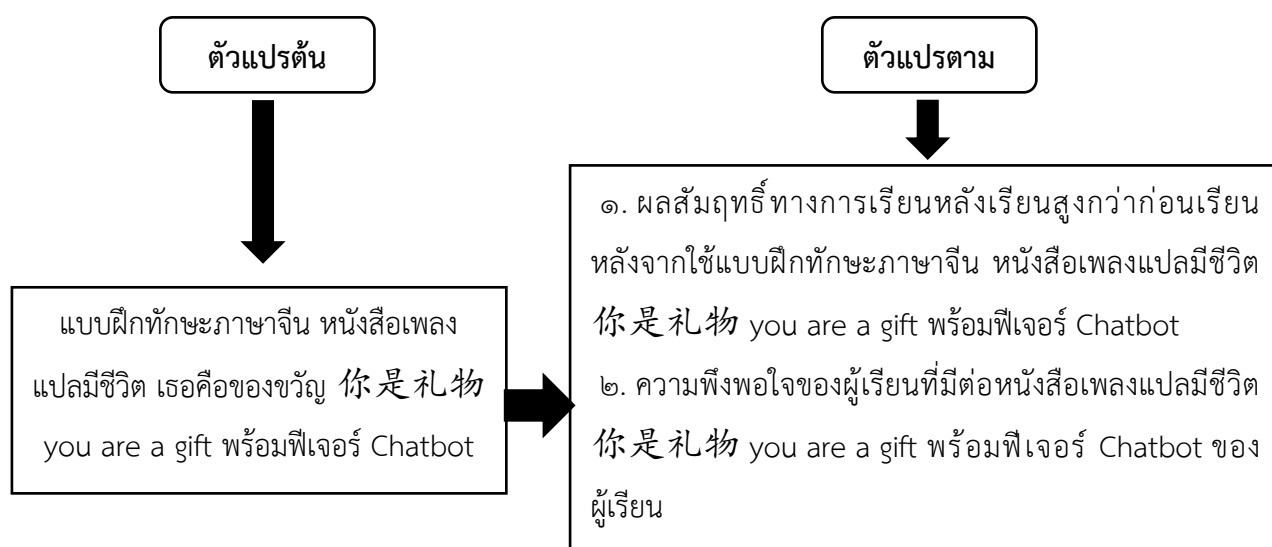 ตัวแปรต้น
ตัวแปรตาม
แบบฝึกทักษะภาษาจีน หนังสือเพลง
แปลมีชีวิต เธอคือของขวัญ 你是礼物
you are a gift พร้อมฟีเจอร์ Chatbot
๑. ผลสัมฤทธิ์ทางการเรียนหลังเรียนสูงกว่าก่อนเรียน
หลังจากใช้แบบฝึกทักษะภาษาจีน หนังสือเพลงแปลมีชีวิต
你是礼物 you are a gift พร้อมฟีเจอร์ Chatbot
๒. ความพึงพอใจของผู้เรียนที่มีต่อหนังสือเพลงแปลมีชีวิต
你是礼物 you are a gift พร้อมฟีเจอร์ Chatbot ของ
ผู้เรียน